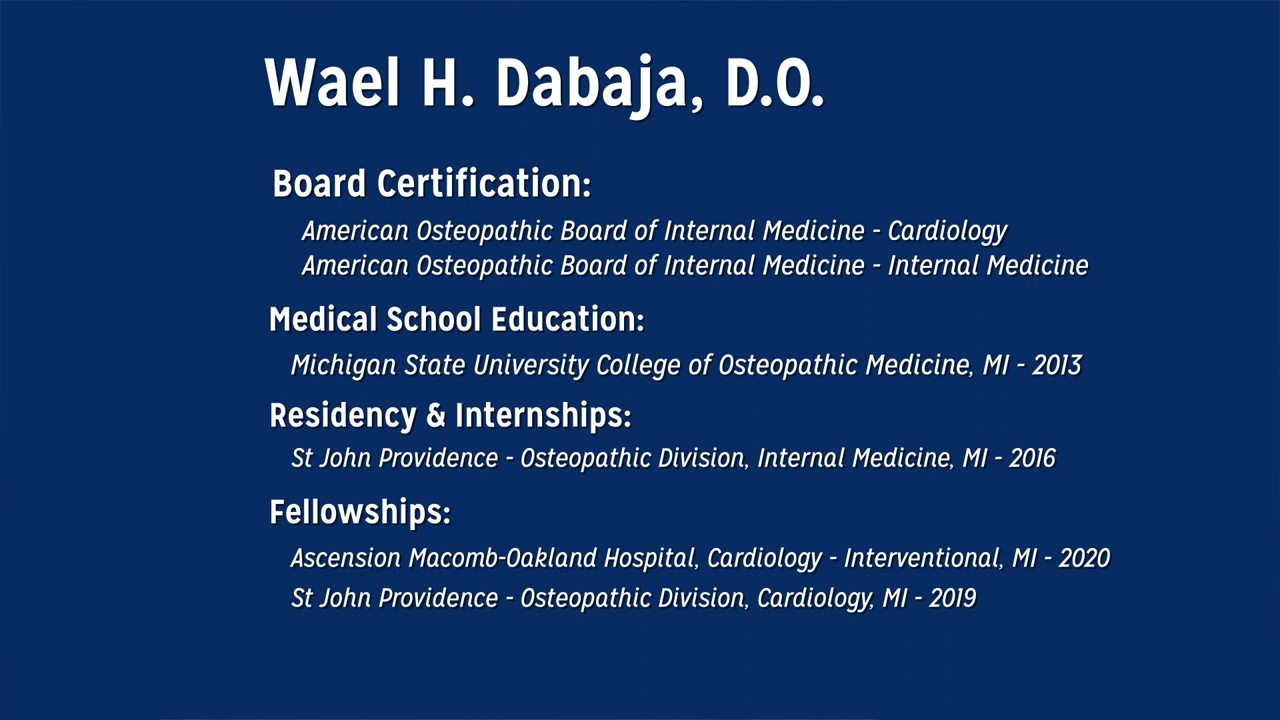 Wael H. Dabaja, D.O.
Board Certification:
American Osteopathic Board of Internal Medicine - Cardiology
American Osteopathic Board of Internal Medicine - Internal Medicine
Medical School Education:
Michigan State University College of Osteopathic Medicine, MI - 2013
Residency & Internships:
St John Providence - Osteopathic Division, Internal Medicine, MI - 2016
Fellowships:
Ascension Macomb-Oakland Hospital, Cardiology - Interventional, MI - 2020
St John Providence - Osteopathic Division, Cardiology, MI - 2019